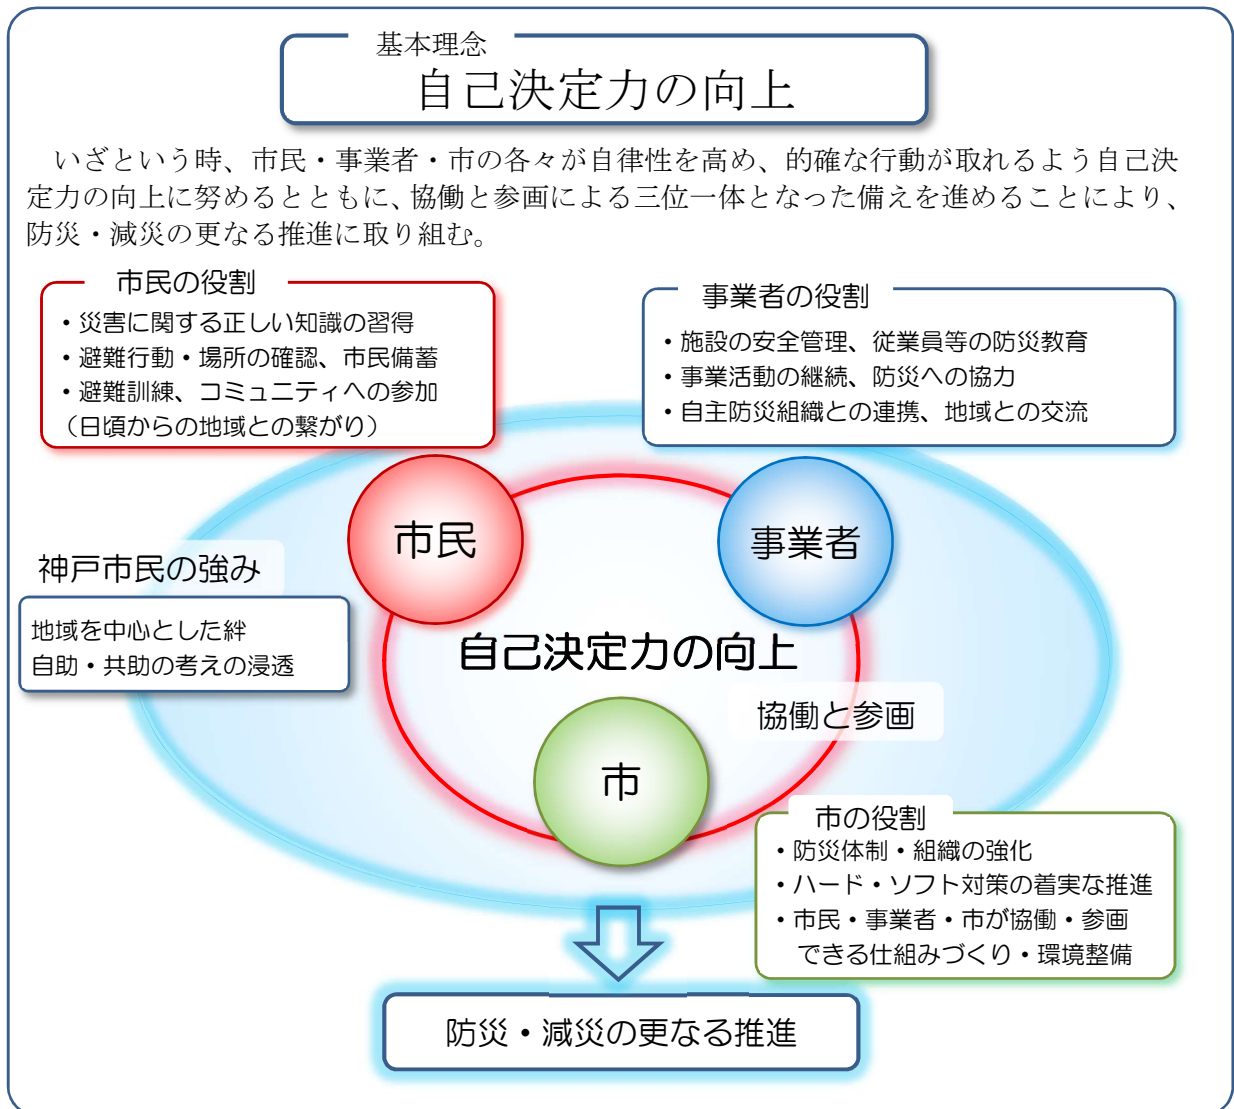 基本理念
自己決定力の向上
いざという時、市民・事業者・市の各々が自律性を高め、的確な行動が取れるよう自己決
定力の向上に努めるとともに、協働と参画による三位一体となった備えを進めることにより、
防災・減災の更なる推進に取り組む。
市民の役割
・災害に関する正しい知識の習得
・避難行動・場所の確認、市民備蓄
・避難訓練、コミュニティへの参加
（日頃からの地域との繋がり）
事業者の役割
・施設の安全管理、従業員等の防災教育
・事業活動の継続、防災への協力
・自主防災組織との連携、地域との交流
市民
事業者
神戸市民の強み
地域を中心とした絆
自助・共助の考えの浸透
自己決定力の向上
協働と参画
市
市の役割
・防災体制・組織の強化
・ハード・ソフト対策の着実な推進
・市民・事業者・市が協働・参画
できる仕組みづくり・環境整備
防災・減災の更なる推進